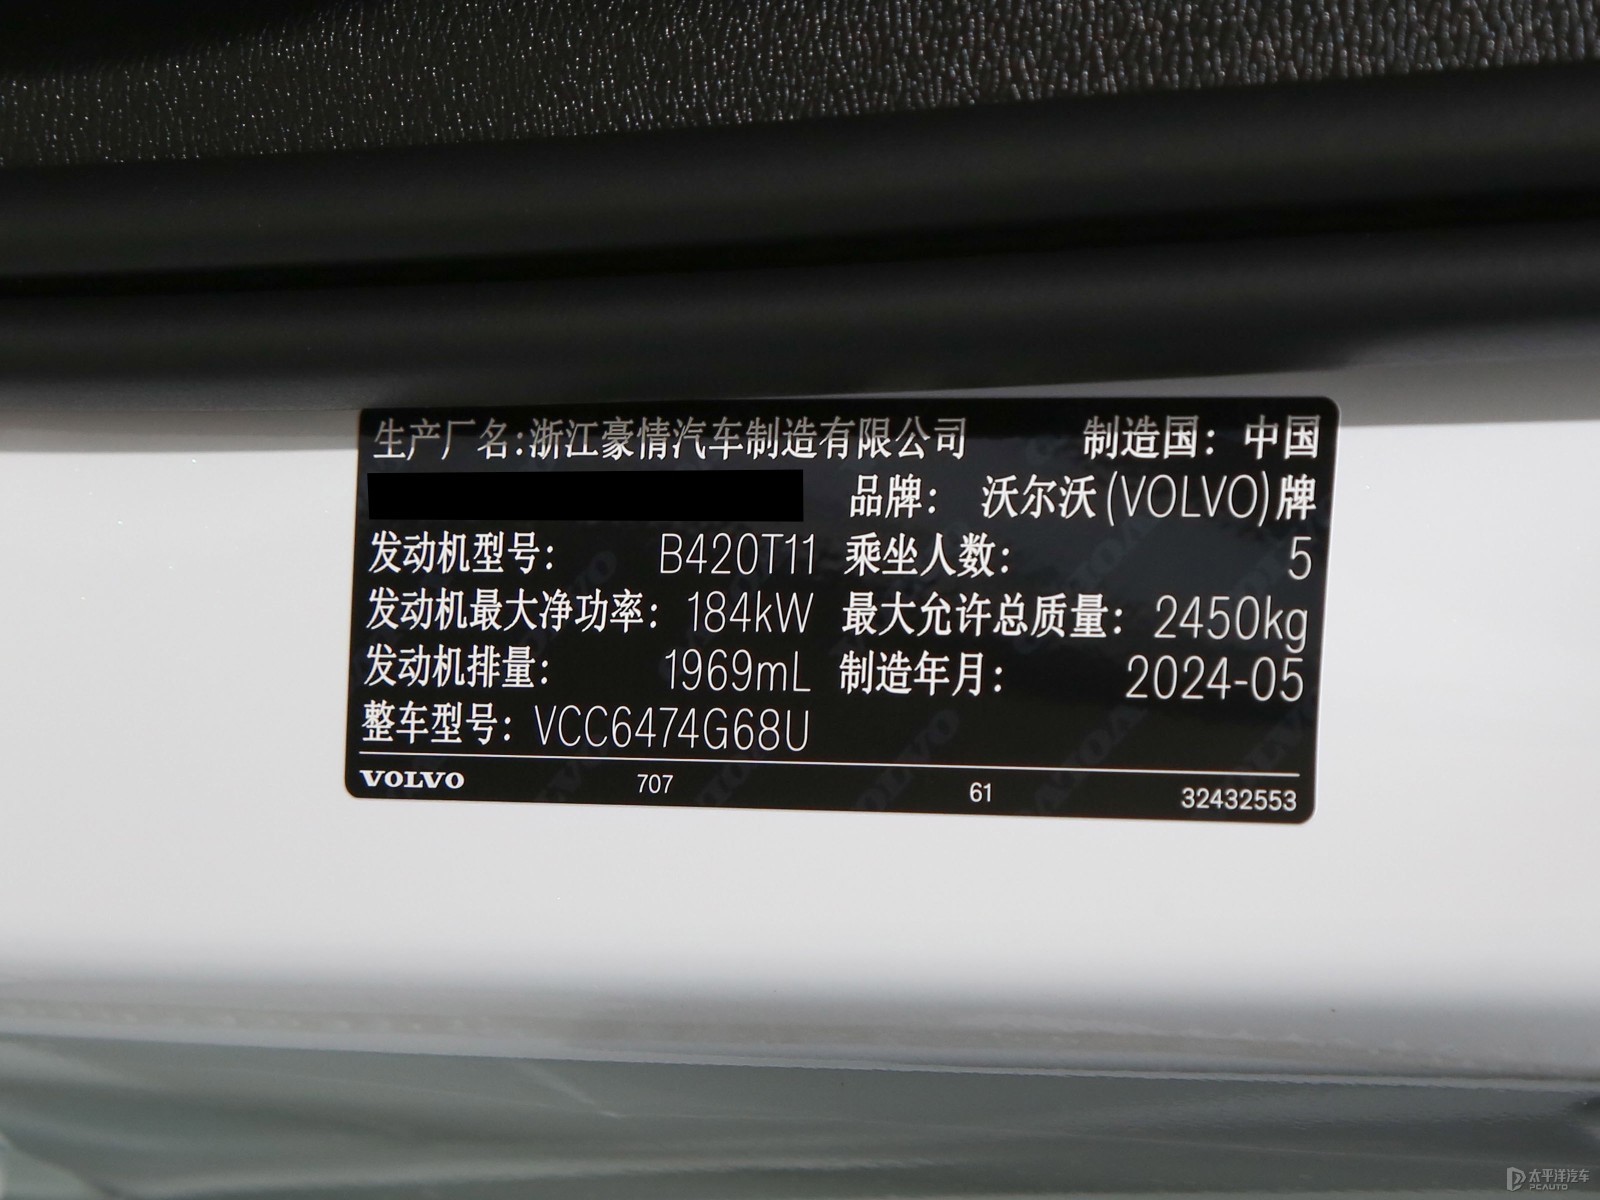 生产厂名:浙江豪情汽车制造有限公司 制造国：中国
品牌： 沃尔沃(VOLVO)牌
发动机型号： B420T11 乘坐人数： 5
发动机最大净功率：184kW 最大允许总质量：2450kg
发动机排量： 1969mL 制造年月： 2024-05
整车型号：VCC6474G68U
VOLVO 707 61 32432553
太平洋汽车
PCAUTO